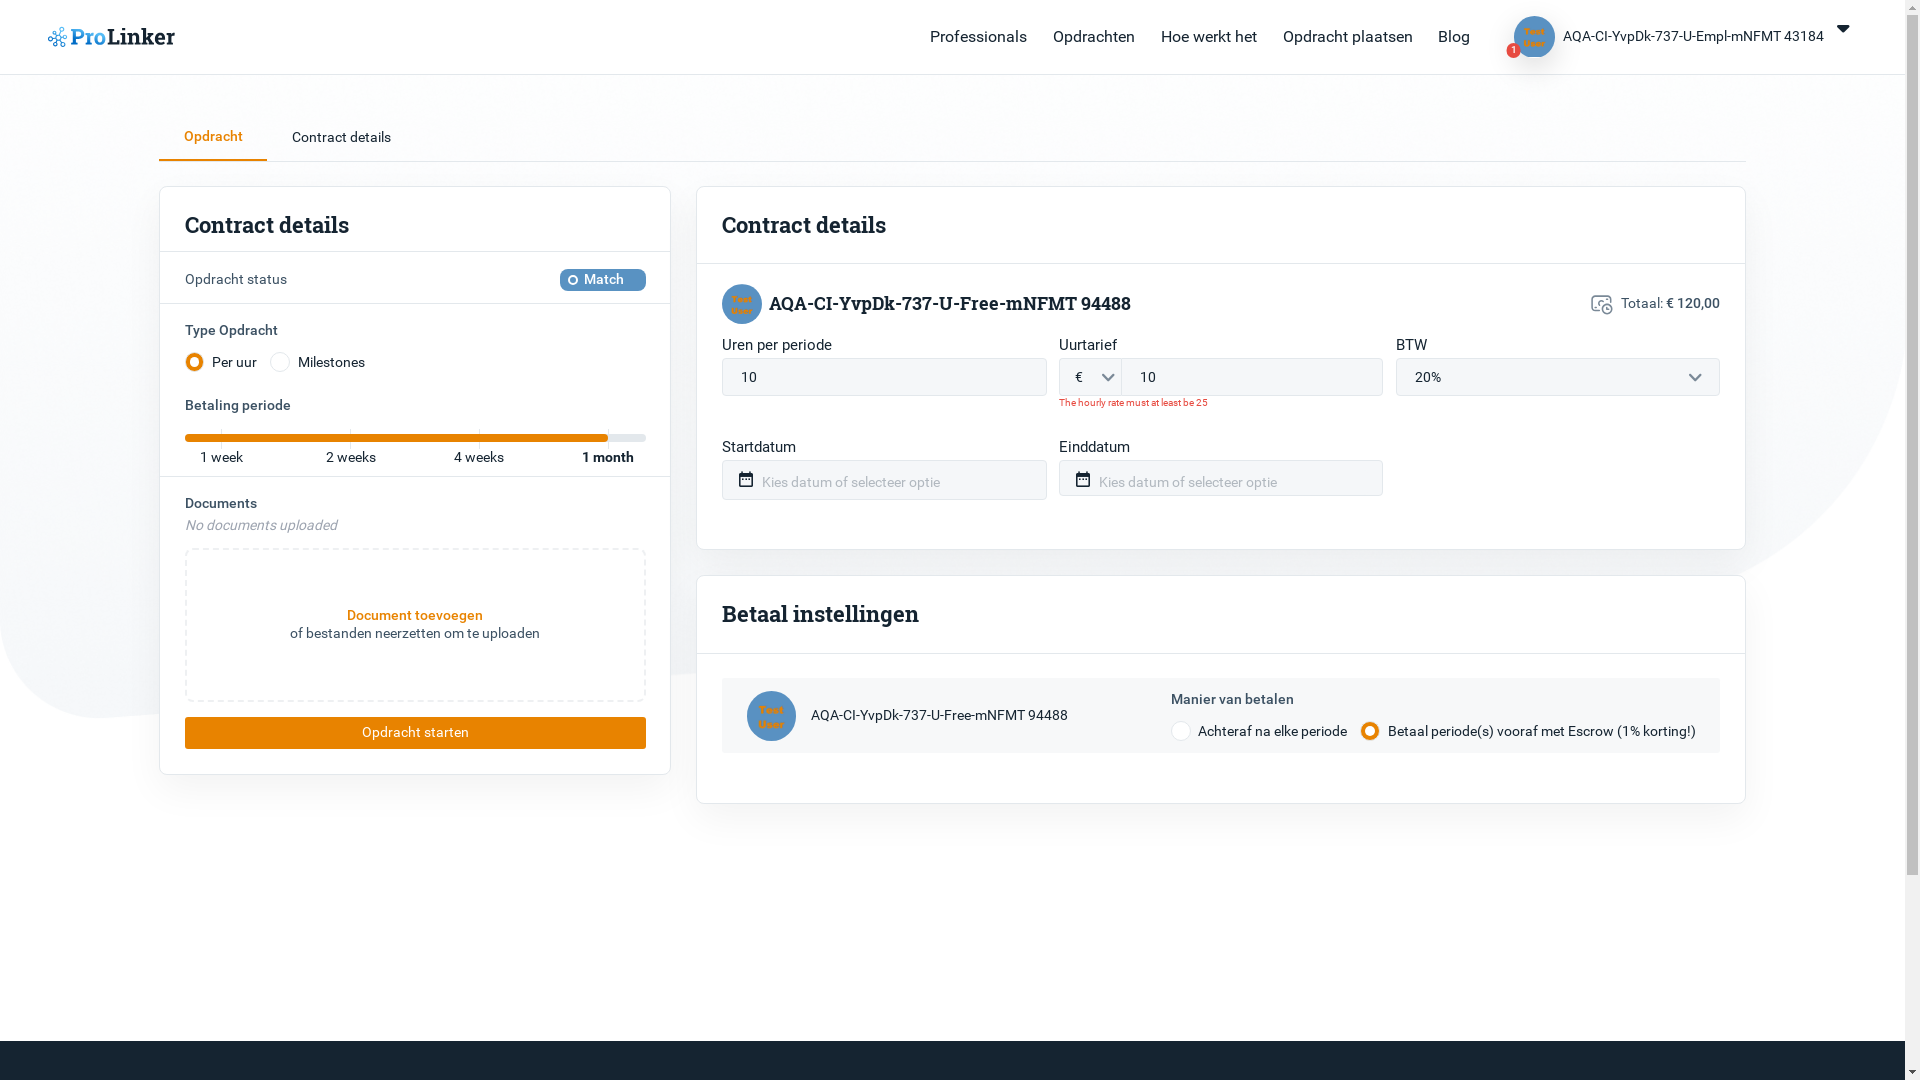 ProLinker
Professionals
Opdrachten
Hoe werkt het
Opdracht plaatsen
Blog
Test
User
1
AQA-CI-YvpDk-737-U-Empl-mNFMT 43184
Opdracht
Contract details
Contract details
Opdracht status
Match
Type Opdracht
Per uur
Milestones
Betaling periode
1 week
2 weeks
4 weeks
1 month
Documents
No documents uploaded
Document toevoegen
of bestanden neerzetten om te uploaden
Opdracht starten
Contract details
Test
User
AQA-CI-YvpDk-737-U-Free-mNFMT 94488
Totaal: € 120,00
Uren per periode
10
Uurtarief
€
10
The hourly rate must at least be 25
BTW
20%
Startdatum
Kies datum of selecteer optie
Einddatum
Kies datum of selecteer optie
Betaal instellingen
Test
User
AQA-CI-YvpDk-737-U-Free-mNFMT 94488
Manier van betalen
Achteraf na elke periode
Betaal periode(s) vooraf met Escrow (1% korting!)